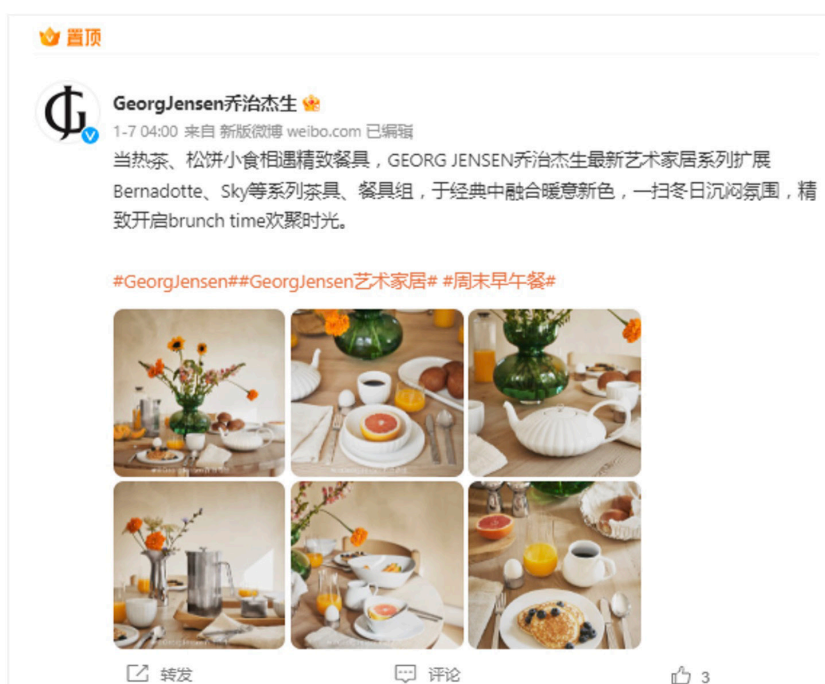 置顶
GeorgJensen乔治杰生
1-7 04:00 来自 新版微博 weibo.com 已编辑
当热茶、松饼小食相遇精致餐具，GEORG JENSEN乔治杰生最新艺术家居系列扩展
Bernadotte、Sky等系列茶具、餐具组，于经典中融合暖意新色，一扫冬日沉闷氛围，精
致开启brunch time欢聚时光。
#GeorgJensen##GeorgJensen艺术家居# #周末早午餐#
转发
评论
3